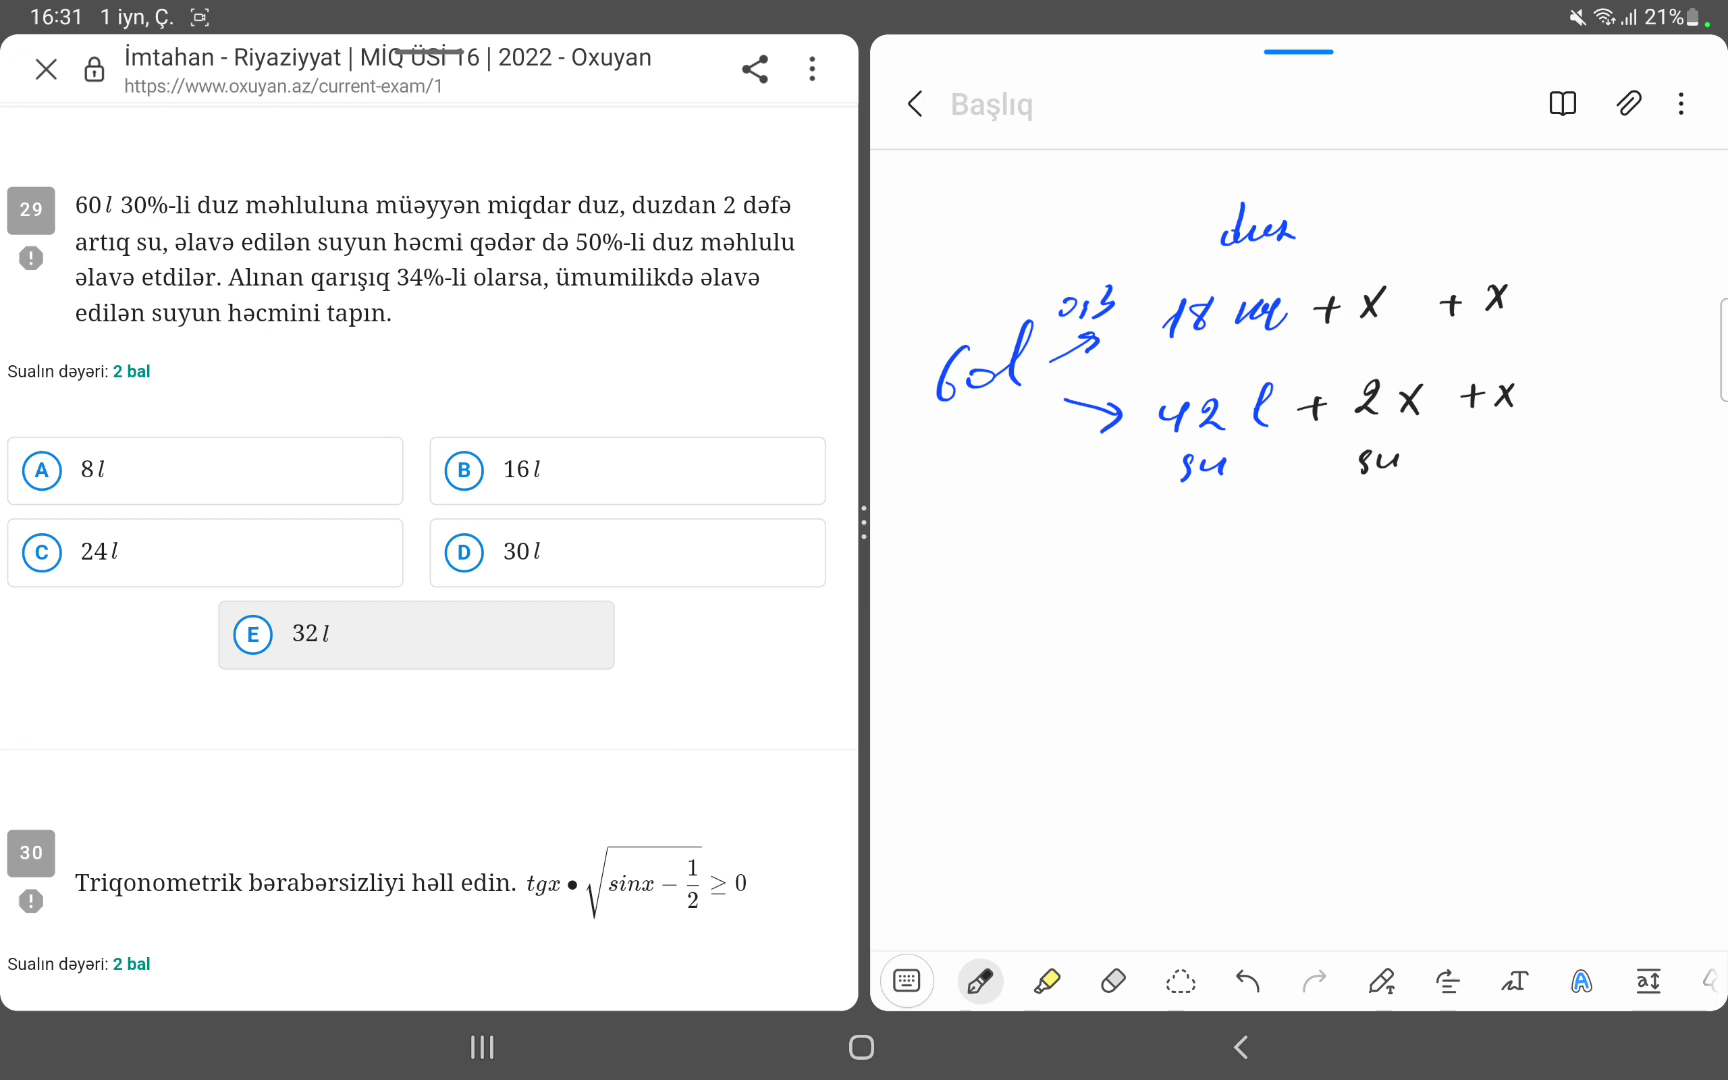 16:31 1 iyn, Ç. 21%
İmtahan - Riyaziyyat | MİQ ÜSİ 16 | 2022 - Oxuyan
https://www.oxuyan.az/current-exam/1
29
60 l 30%-li duz məhluluna müəyyən miqdar duz, duzdan 2 dəfə
artıq su, əlavə edilən suyun həcmi qədər də 50%-li duz məhlulu
əlavə etdilər. Alınan qarışıq 34%-li olarsa, ümumilikdə əlavə
edilən suyun həcmini tapın.
Sualın dəyəri: 2 bal
A 8 l
B 16 l
C 24 l
D 30 l
E 32 l
30
Triqonometrik bərabərsizliyi həll edin. tgx • √(sinx − 1/2) ≥ 0
Sualın dəyəri: 2 bal
Başlıq
duz
60l
0,3 18 + x + x
→ 42 l + 2x + x
su su